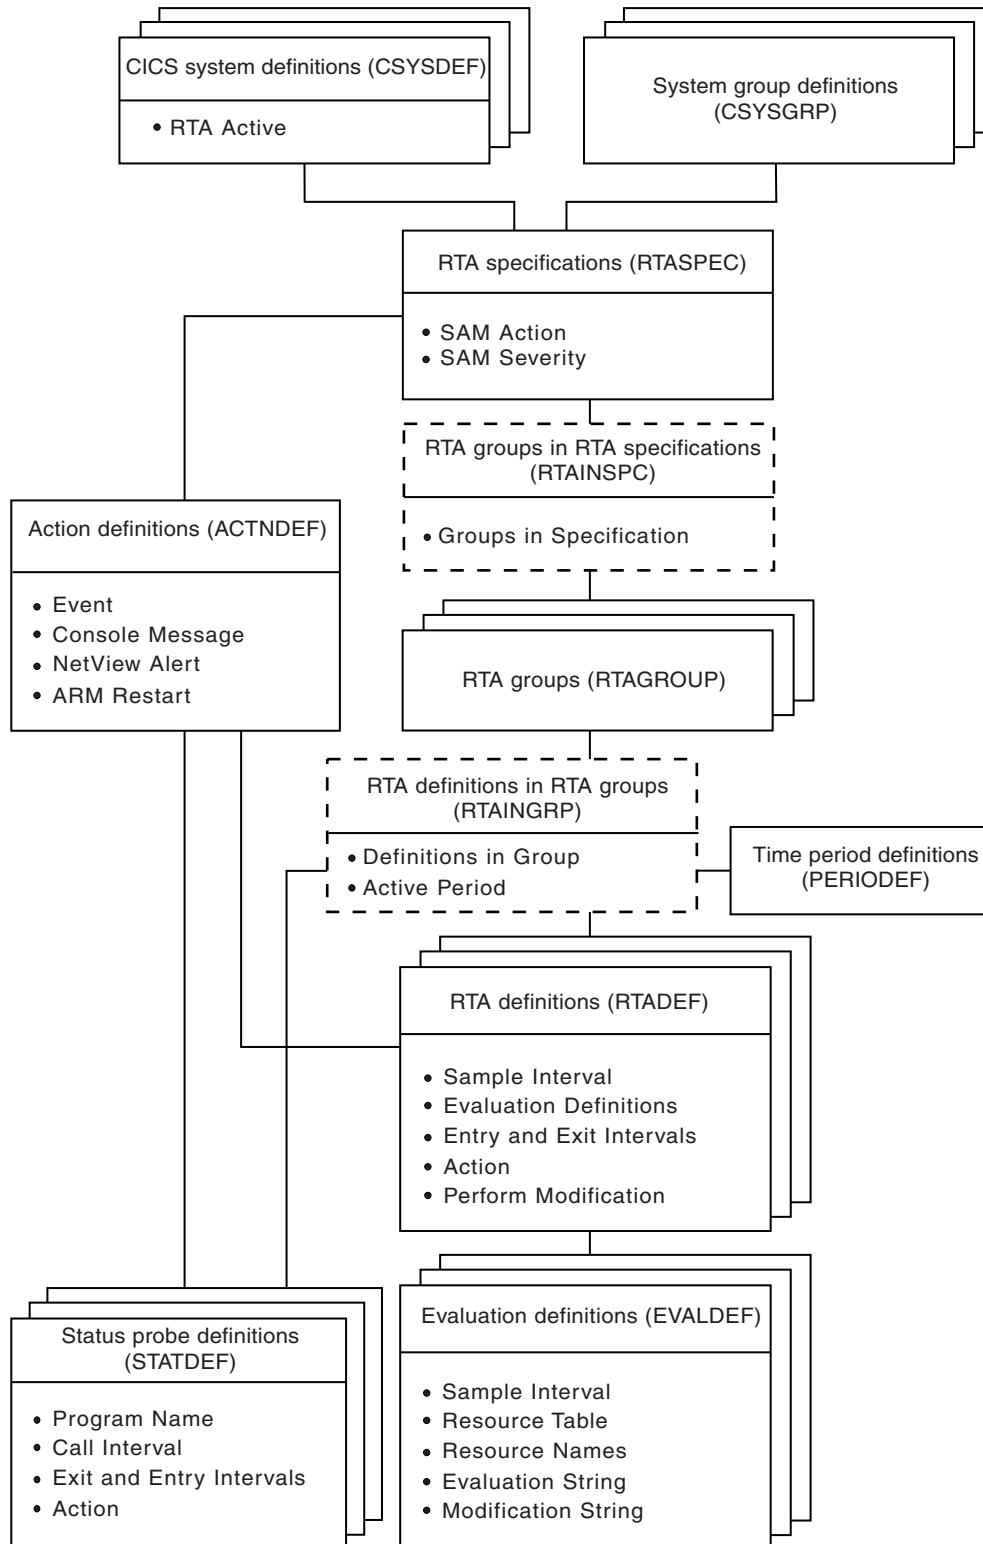 CICS system definitions (CSYSDEF)
• RTA Active
System group definitions
(CSYSGRP)
RTA specifications (RTASPEC)
• SAM Action
• SAM Severity
RTA groups in RTA specifications
(RTAINSPC)
• Groups in Specification
Action definitions (ACTNDEF)
• Event
• Console Message
• NetView Alert
• ARM Restart
RTA groups (RTAGROUP)
RTA definitions in RTA groups
(RTAINGRP)
• Definitions in Group
• Active Period
Time period definitions
(PERIODEF)
RTA definitions (RTADEF)
• Sample Interval
• Evaluation Definitions
• Entry and Exit Intervals
• Action
• Perform Modification
Status probe definitions
(STATDEF)
• Program Name
• Call Interval
• Exit and Entry Intervals
• Action
Evaluation definitions (EVALDEF)
• Sample Interval
• Resource Table
• Resource Names
• Evaluation String
• Modification String